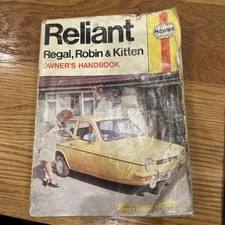 Reliant
Haynes
Regal, Robin & Kitten
OWNER'S HANDBOOK